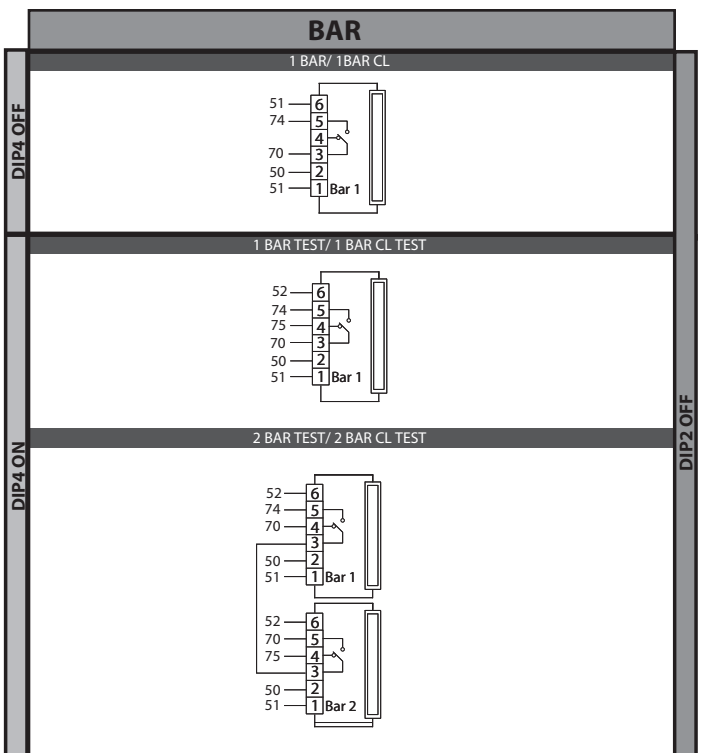 BAR
DIP4 OFF
DIP2 OFF
1 BAR/ 1BAR CL
51 6
74 5
4
70 3
50 2
51 1 Bar 1
DIP4 ON
1 BAR TEST/ 1 BAR CL TEST
52 6
74 5
75 4
70 3
50 2
51 1 Bar 1
2 BAR TEST/ 2 BAR CL TEST
52 6
74 5
70 4
3
50 2
51 1 Bar 1
52 6
70 5
75 4
3
50 2
51 1 Bar 2